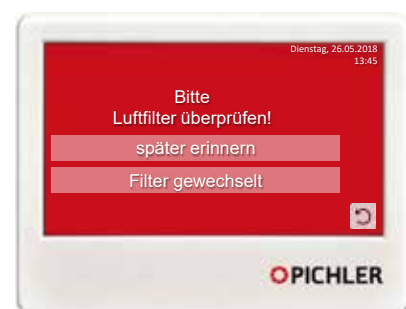 Dienstag, 26.05.2018
13:45
Bitte
Luftfilter überprüfen!
später erinnern
Filter gewechselt
PICHLER